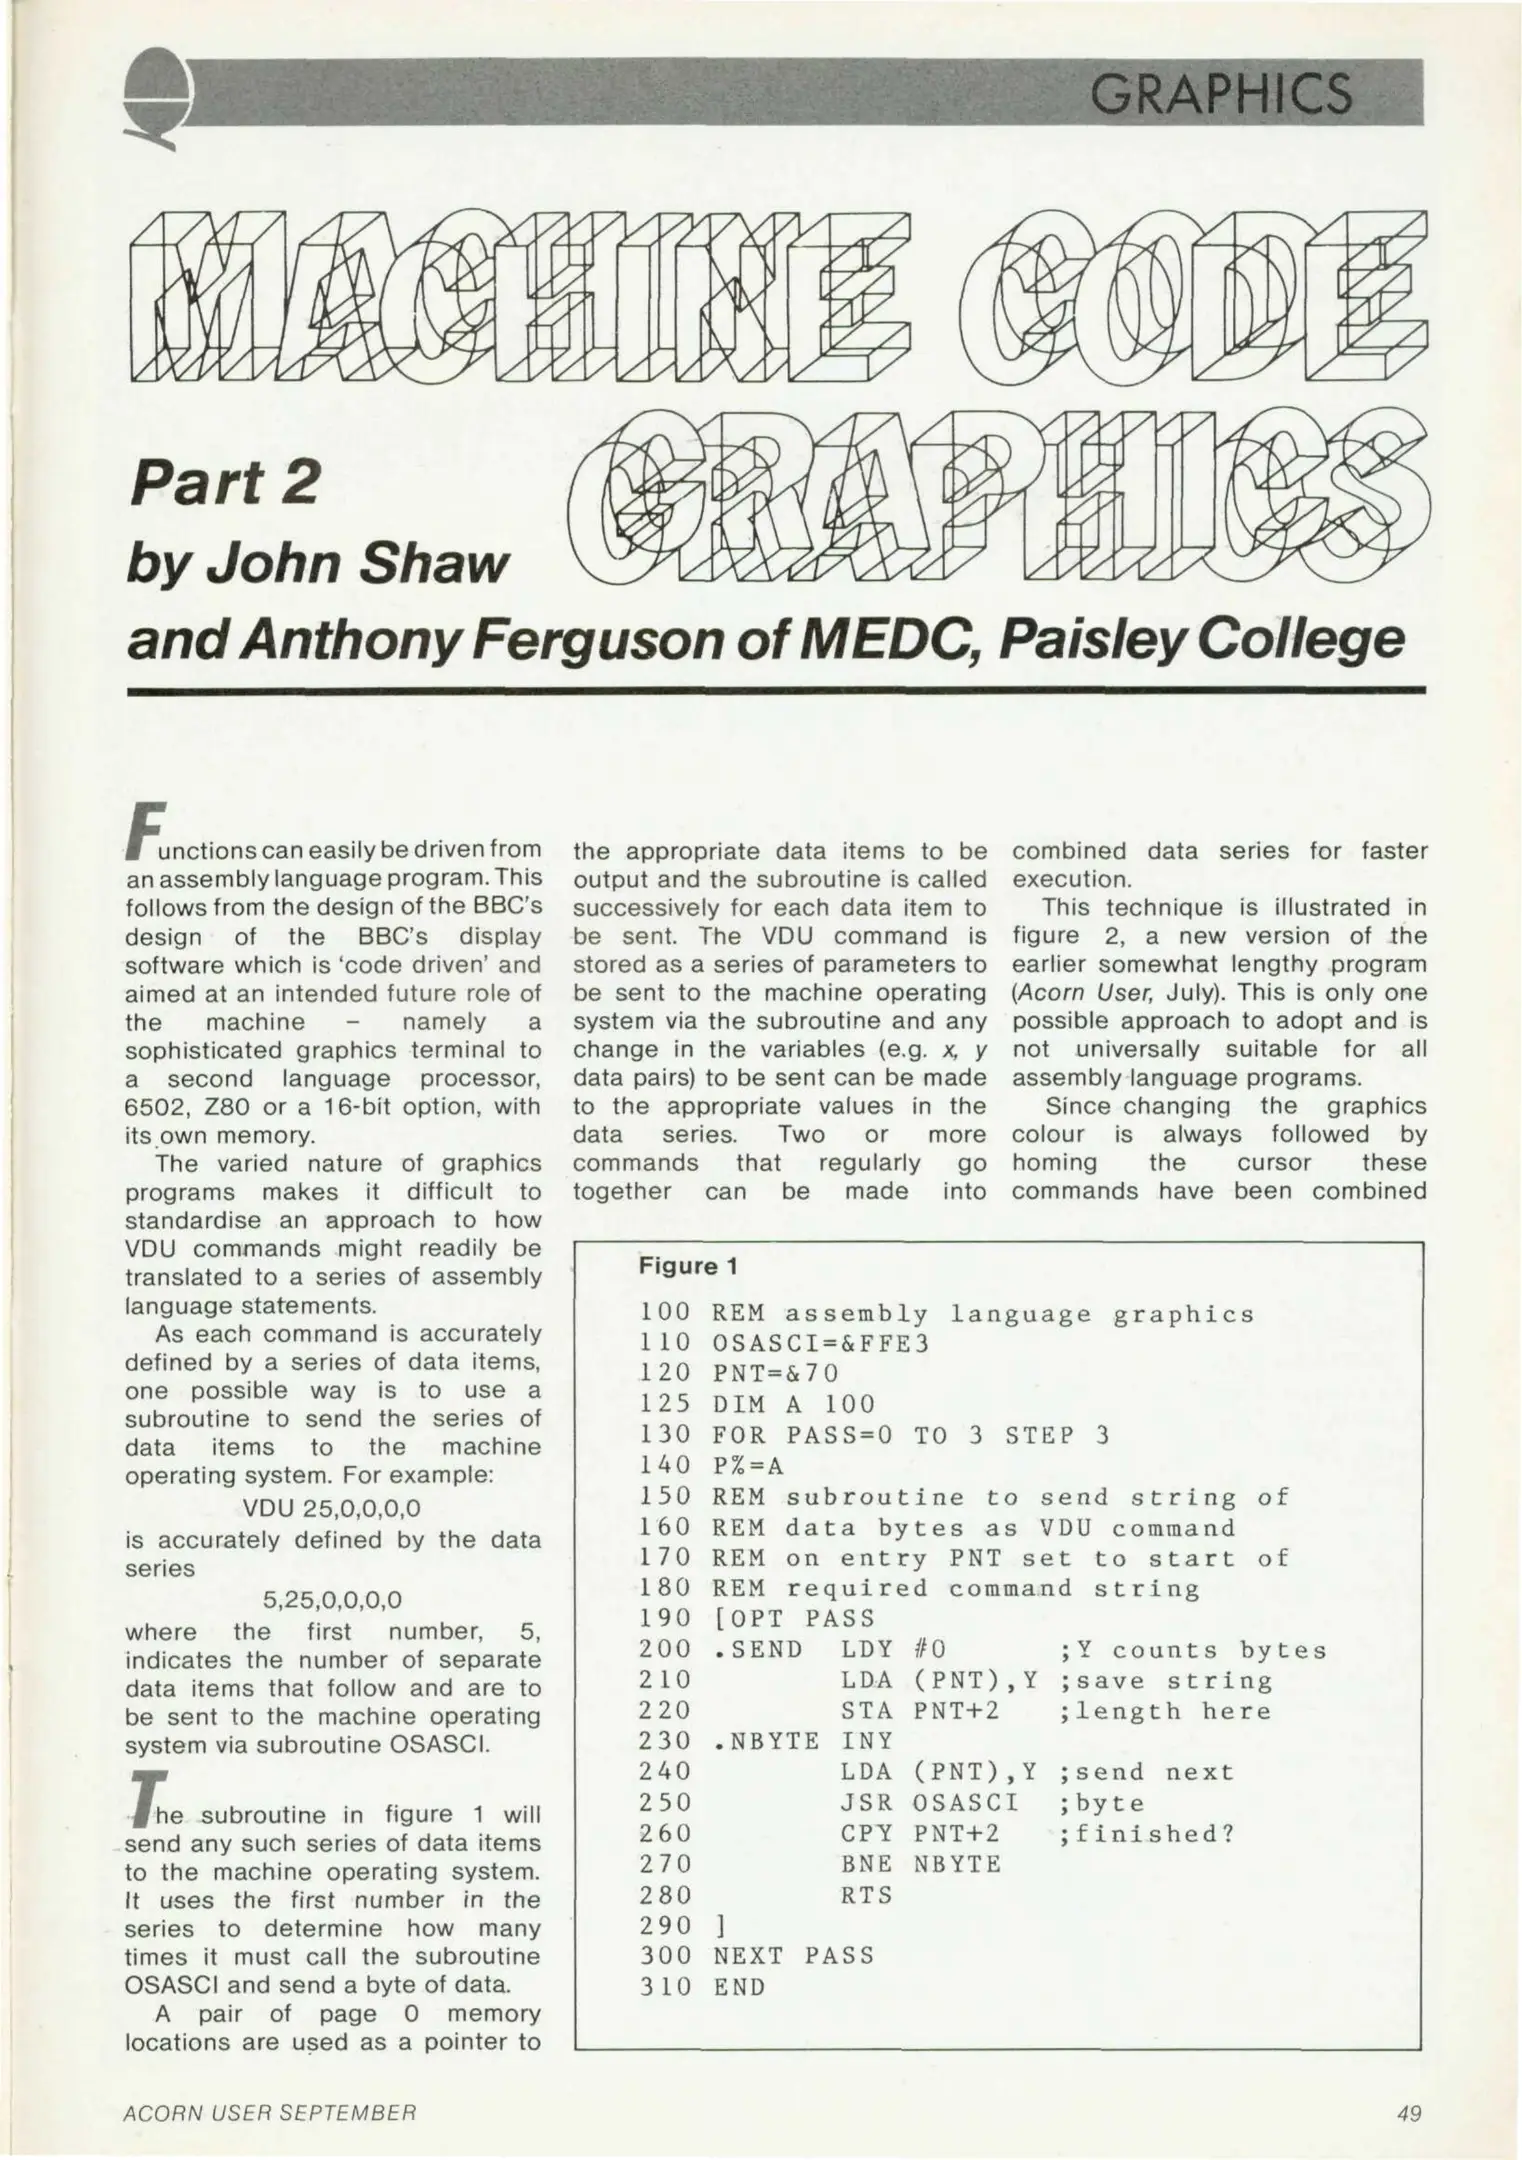 GRAPHICS
MACHINE CODE
GRAPHICS
Part 2
by John Shaw
and Anthony Ferguson of MEDC, Paisley College
Functions can easily be driven from
an assembly language program. This
follows from the design of the BBC's
design of the BBC's display
software which is 'code driven' and
aimed at an intended future role of
the machine – namely a
sophisticated graphics terminal to
a second language processor,
6502, Z80 or a 16-bit option, with
its own memory.
The varied nature of graphics
programs makes it difficult to
standardise an approach to how
VDU commands might readily be
translated to a series of assembly
language statements.
As each command is accurately
defined by a series of data items,
one possible way is to use a
subroutine to send the series of
data items to the machine
operating system. For example:
VDU 25,0,0,0,0
is accurately defined by the data
series
5,25,0,0,0,0
where the first number, 5,
indicates the number of separate
data items that follow and are to
be sent to the machine operating
system via subroutine OSASCI.
The subroutine in figure 1 will
send any such series of data items
to the machine operating system.
It uses the first number in the
series to determine how many
times it must call the subroutine
OSASCI and send a byte of data.
A pair of page 0 memory
locations are used as a pointer to
the appropriate data items to be
output and the subroutine is called
successively for each data item to
be sent. The VDU command is
stored as a series of parameters to
be sent to the machine operating
system via the subroutine and any
change in the variables (e.g. x, y
data pairs) to be sent can be made
to the appropriate values in the
data series. Two or more
commands that regularly go
together can be made into
combined data series for faster
execution.
This technique is illustrated in
figure 2, a new version of the
earlier somewhat lengthy program
(Acorn User, July). This is only one
possible approach to adopt and is
not universally suitable for all
assembly language programs.
Since changing the graphics
colour is always followed by
homing the cursor these
commands have been combined
Figure 1
100 REM assembly language graphics
110 OSASCI=&FFE3
120 PNT=&70
125 DIM A 100
130 FOR PASS=0 TO 3 STEP 3
140 P%=A
150 REM subroutine to send string of
160 REM data bytes as VDU command
170 REM on entry PNT set to start of
180 REM required command string
190 [OPT PASS
200 .SEND LDY #0 ;Y counts bytes
210 LDA (PNT),Y ;save string
220 STA PNT+2 ;length here
230 .NBYTE INY
240 LDA (PNT),Y ;send next
250 JSR OSASCI ;byte
260 CPY PNT+2 ;finished?
270 BNE NBYTE
280 RTS
290 ]
300 NEXT PASS
310 END
ACORN USER SEPTEMBER
49